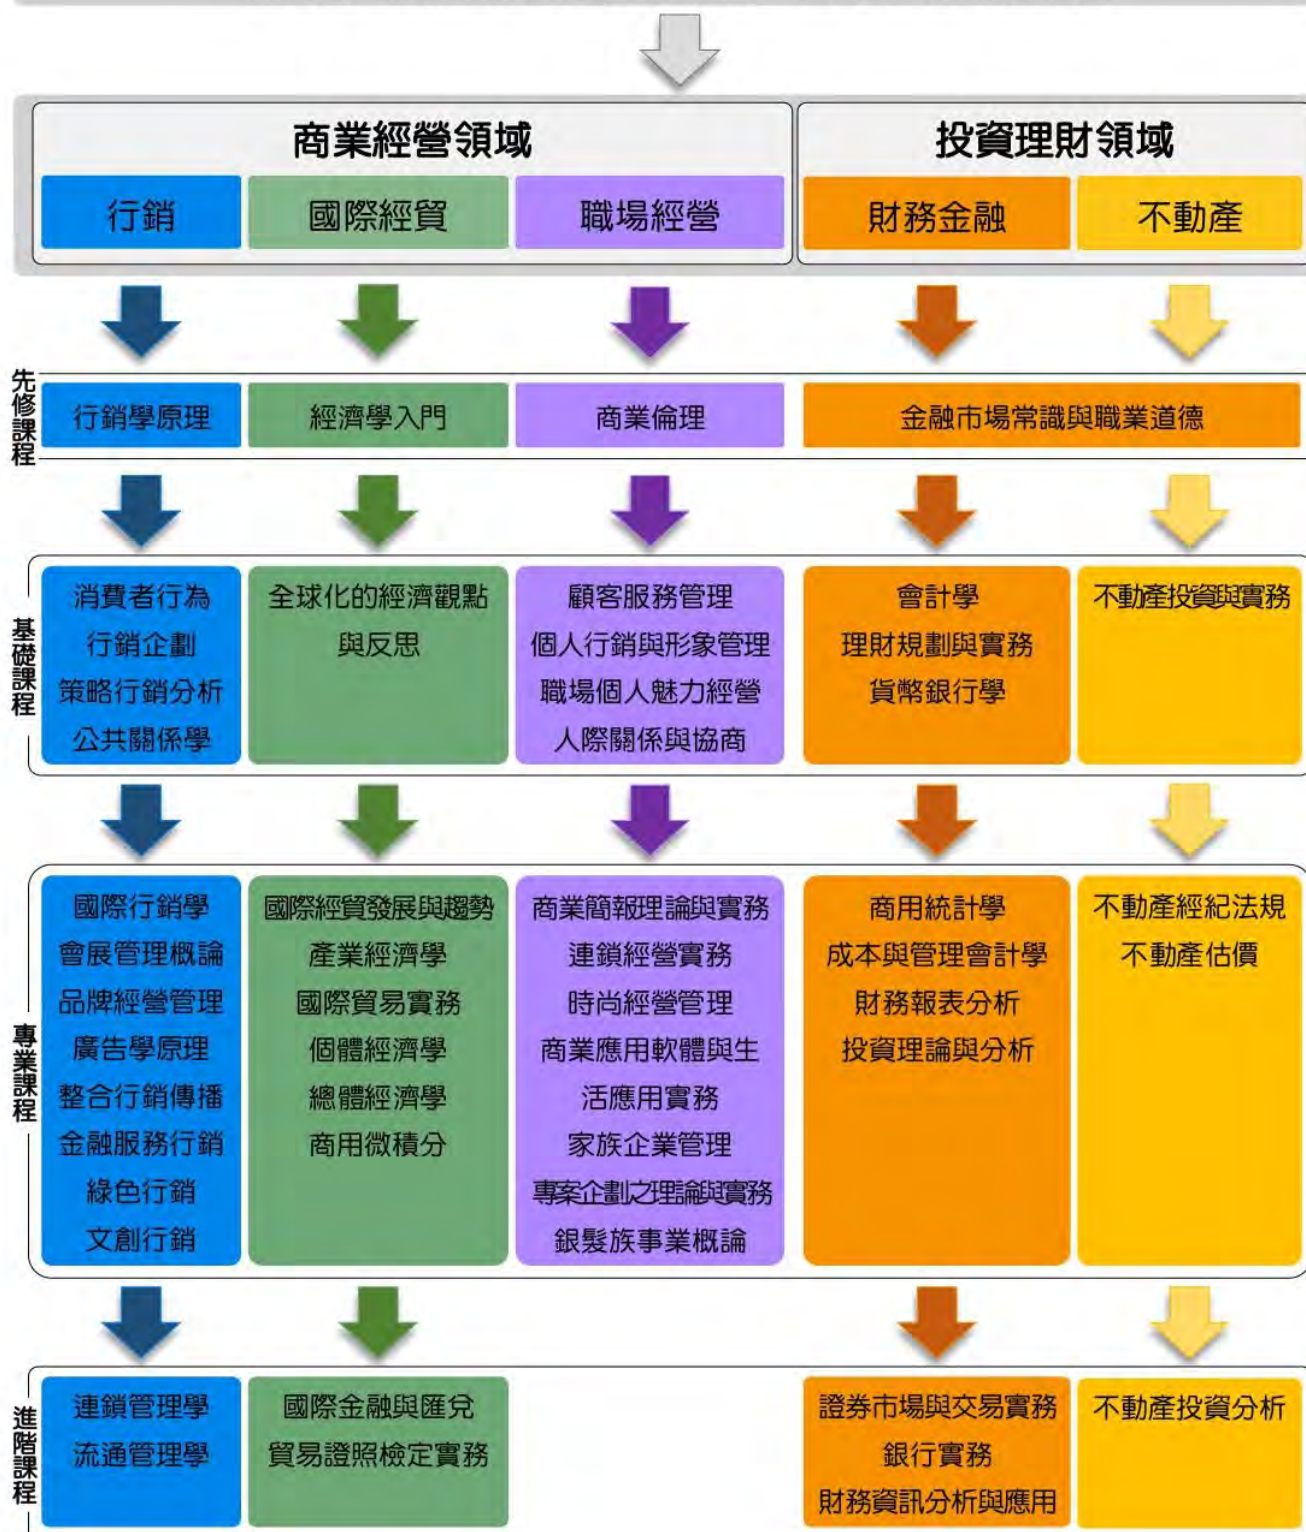 商業經營領域
投資理財領域
行銷
國際經貿
職場經營
財務金融
不動產
先修課程
行銷學原理
經濟學入門
商業倫理
金融市場常識與職業道德
基礎課程
消費者行為
行銷企劃
策略行銷分析
公共關係學
全球化的經濟觀點
與反思
顧客服務管理
個人行銷與形象管理
職場個人魅力經營
人際關係與協商
會計學
理財規劃與實務
貨幣銀行學
不動產投資與實務
專業課程
國際行銷學
會展管理概論
品牌經營管理
廣告學原理
整合行銷傳播
金融服務行銷
綠色行銷
文創行銷
國際經貿發展與趨勢
產業經濟學
國際貿易實務
個體經濟學
總體經濟學
商用微積分
商業簡報理論與實務
連鎖經營實務
時尚經營管理
商業應用軟體與生
活應用實務
家族企業管理
專案企劃之理論與實務
銀髮族事業概論
商用統計學
成本與管理會計學
財務報表分析
投資理論與分析
不動產經紀法規
不動產估價
進階課程
連鎖管理學
流通管理學
國際金融與匯兌
貿易證照檢定實務
證券市場與交易實務
銀行實務
財務資訊分析與應用
不動產投資分析